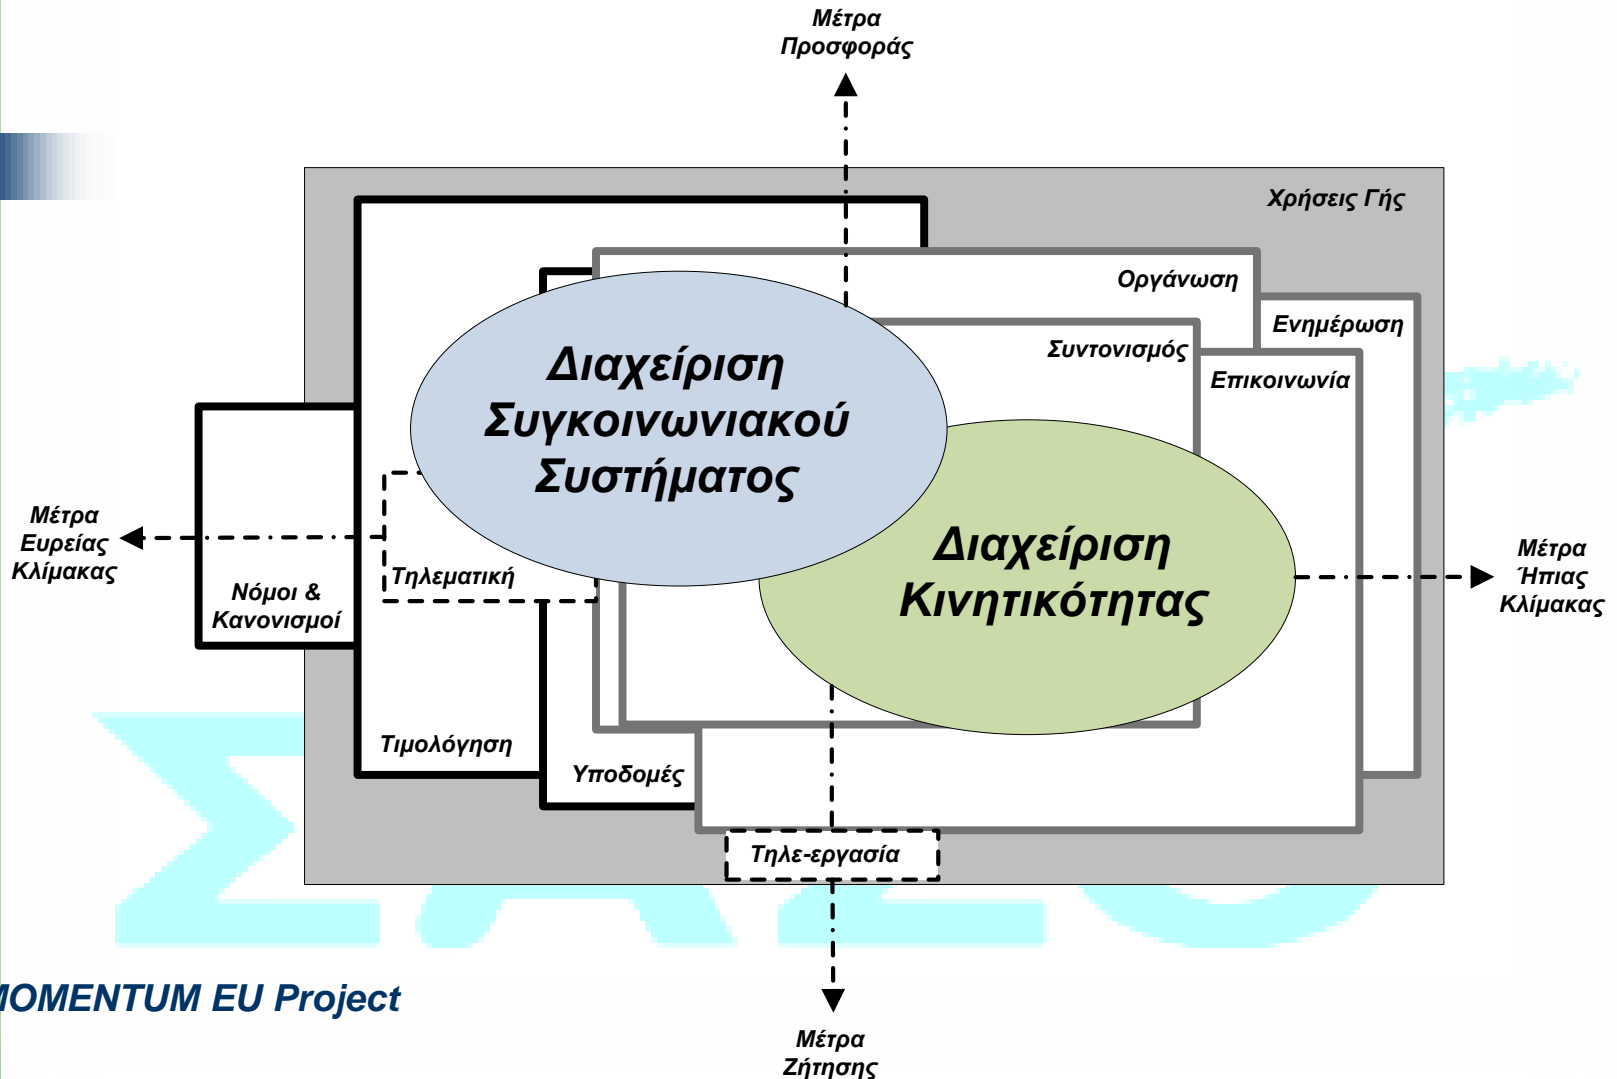 Μέτρα
Προσφοράς
Χρήσεις Γής
Οργάνωση
Ενημέρωση
Συντονισμός
Επικοινωνία
Διαχείριση
Συγκοινωνιακού
Συστήματος
Μέτρα
Ευρείας
Κλίμακας
Νόμοι &
Κανονισμοί
Τηλεματική
Διαχείριση
Κινητικότητας
Μέτρα
Ήπιας
Κλίμακας
Τιμολόγηση
Υποδομές
Τηλε-εργασία
MOMENTUM EU Project
Μέτρα
Ζήτησης